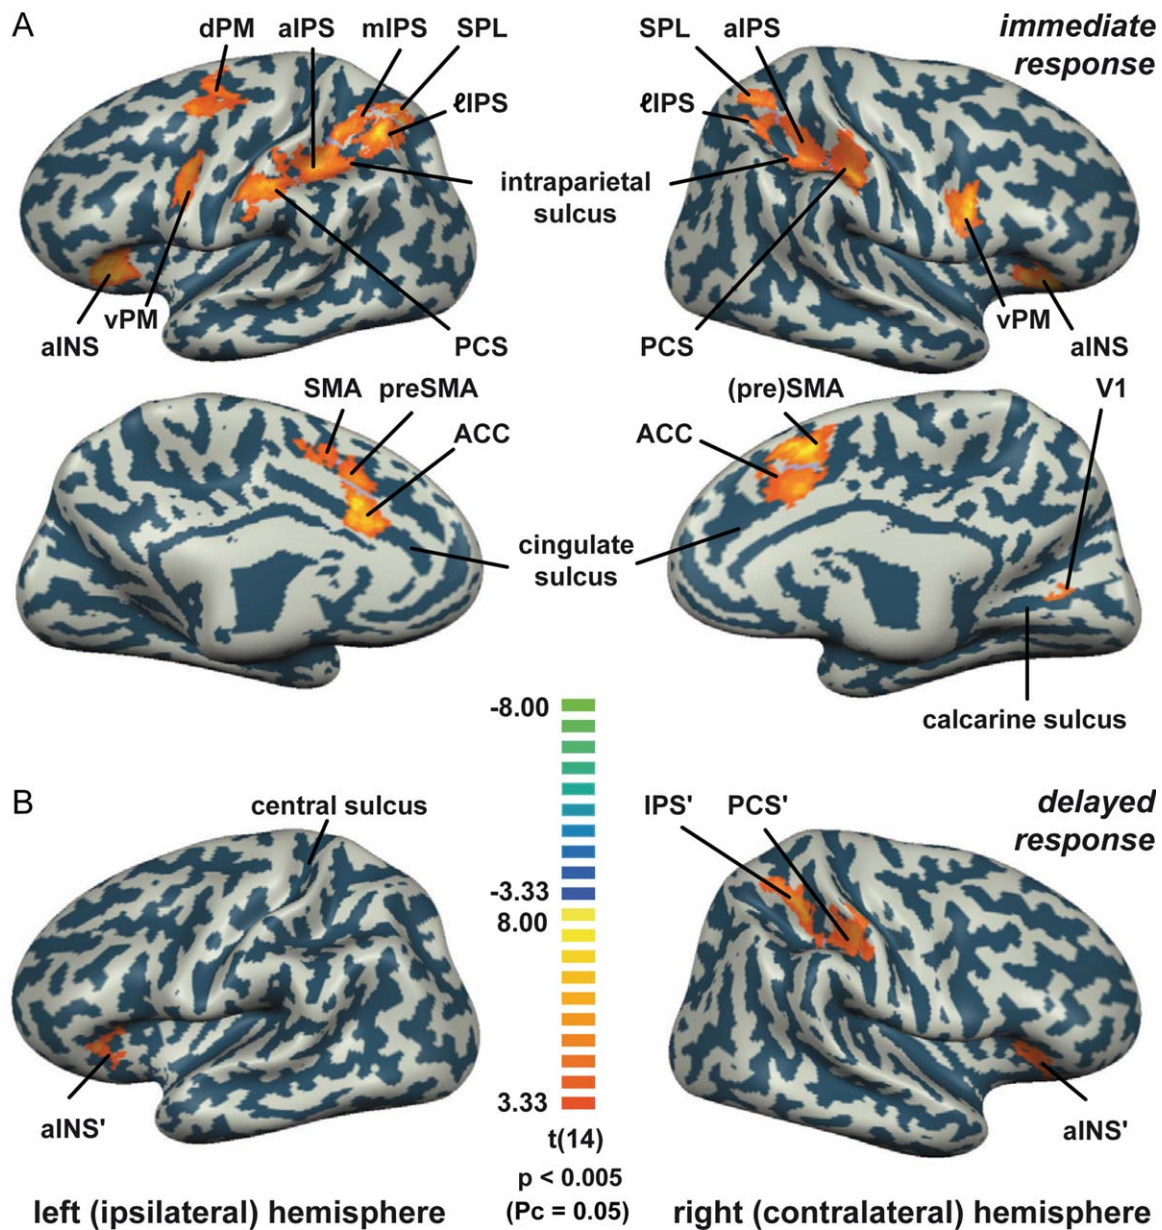 A
dPM aIPS mIPS SPL
SPL aIPS
immediate
response
ℓIPS
ℓIPS
intraparietal
sulcus
aINS
vPM
PCS
PCS
vPM
aINS
SMA preSMA
ACC
(pre)SMA
ACC
V1
cingulate
sulcus
calcarine sulcus
-8.00
-3.33
8.00
3.33
t(14)
p < 0.005
(Pc = 0.05)
B
central sulcus
IPS' PCS'
delayed
response
aINS'
aINS'
left (ipsilateral) hemisphere
right (contralateral) hemisphere